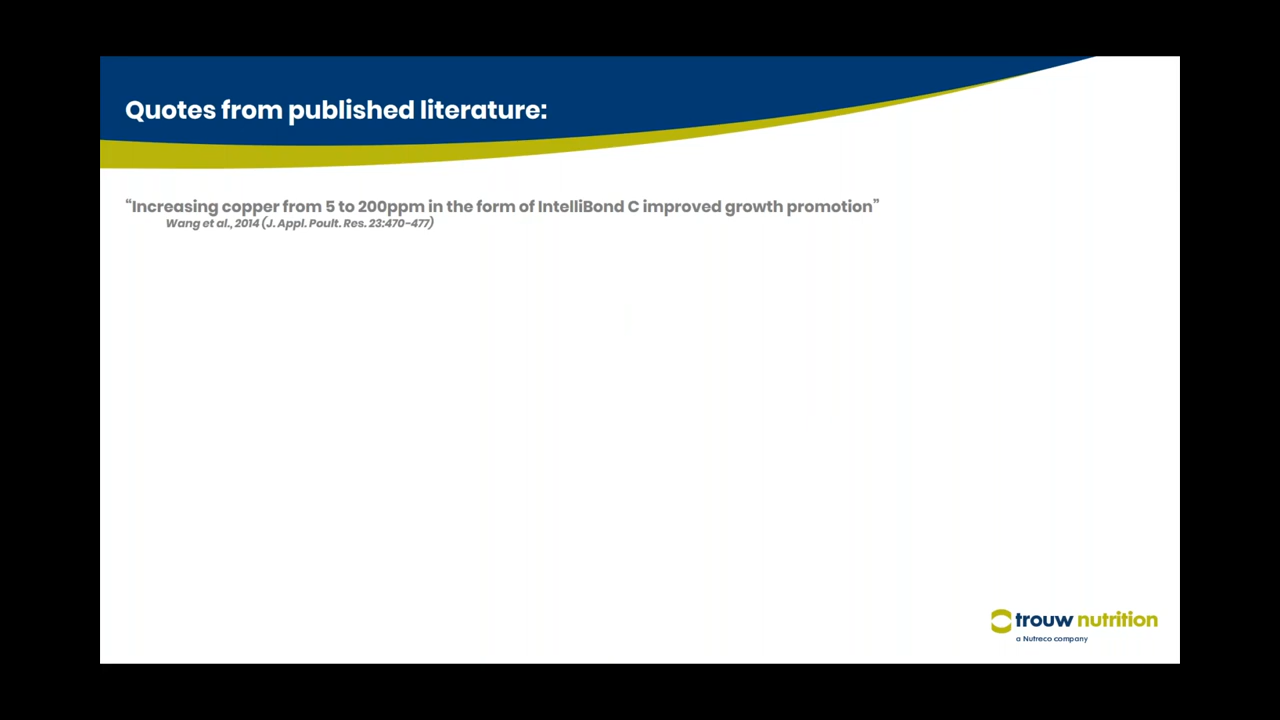 Quotes from published literature:
“Increasing copper from 5 to 200ppm in the form of IntelliBond C improved growth promotion”
Wang et al., 2014 (J. Appl. Poult. Res. 23:470-477)
trouw nutrition
a Nutreco company